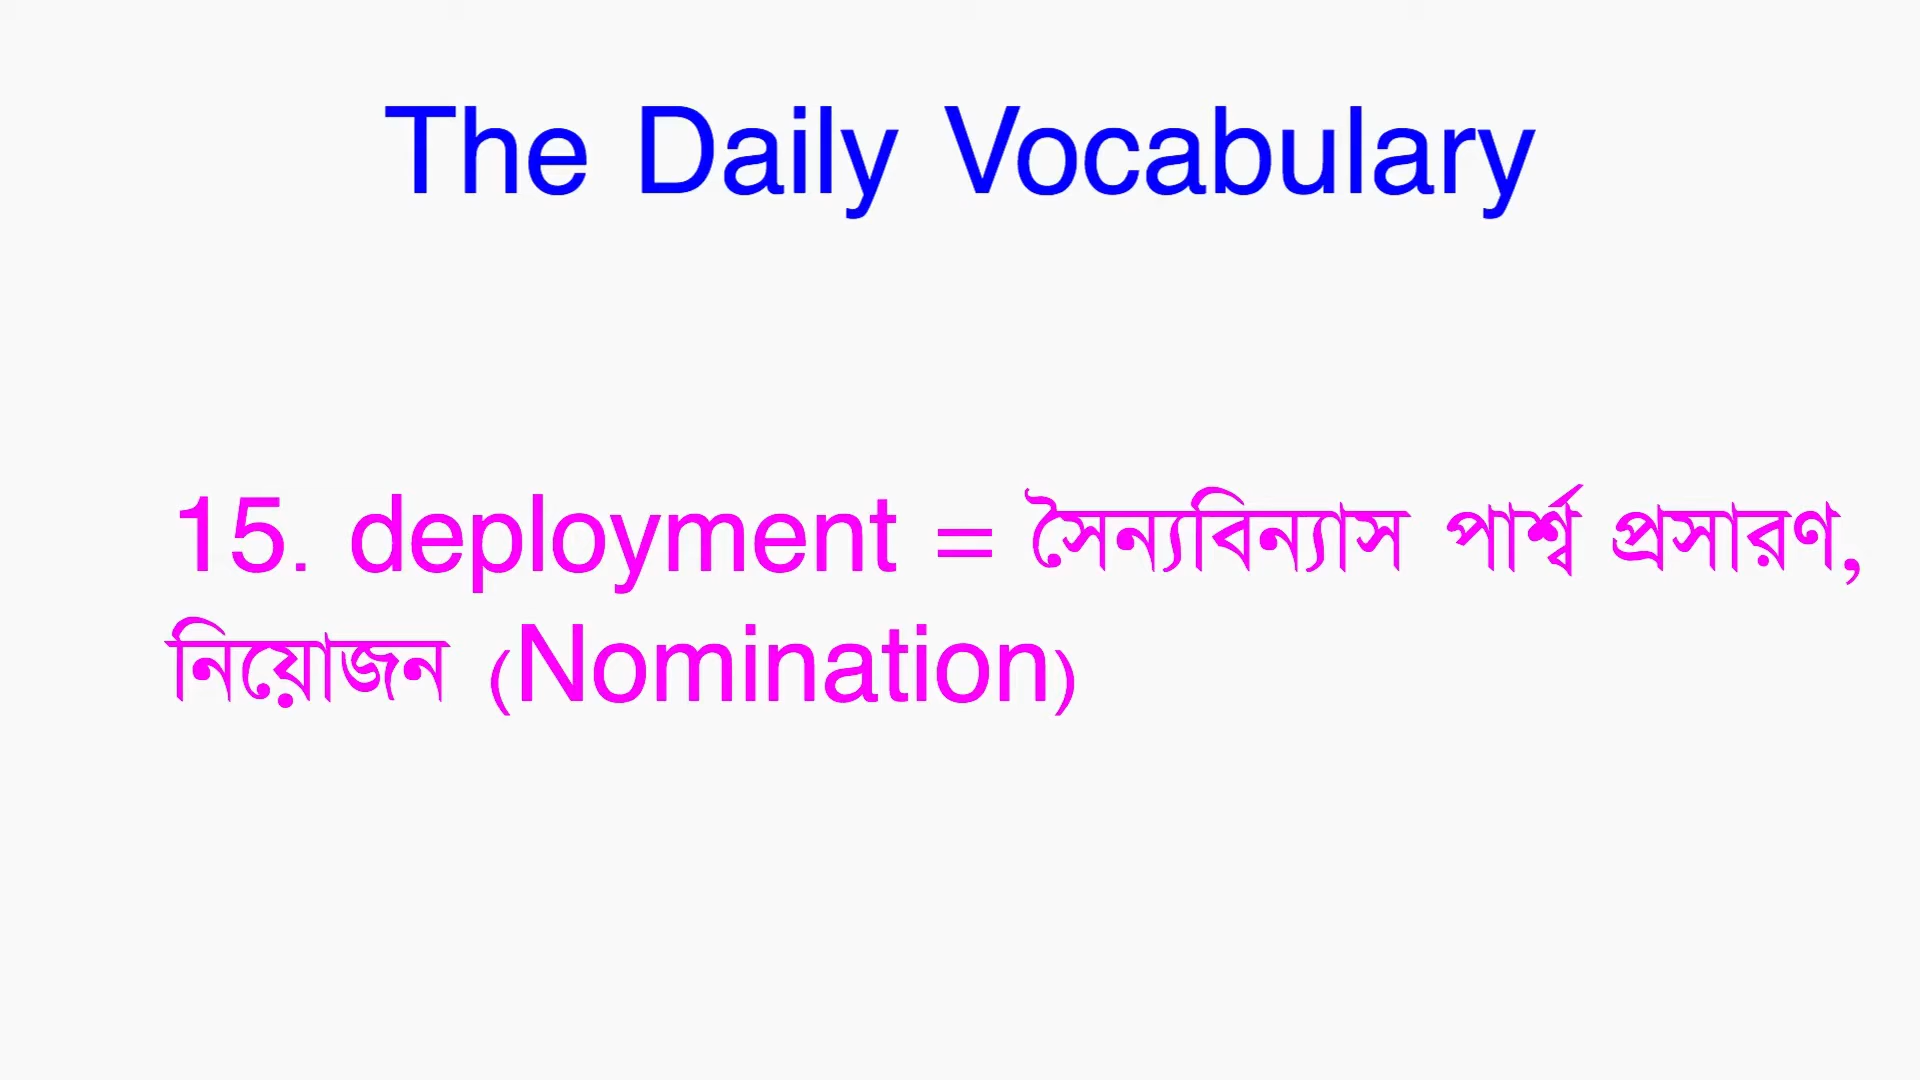 The Daily Vocabulary
15. deployment = সৈন্যবিন্যাস পার্শ্ব প্রসারণ,
নিয়োজন (Nomination)